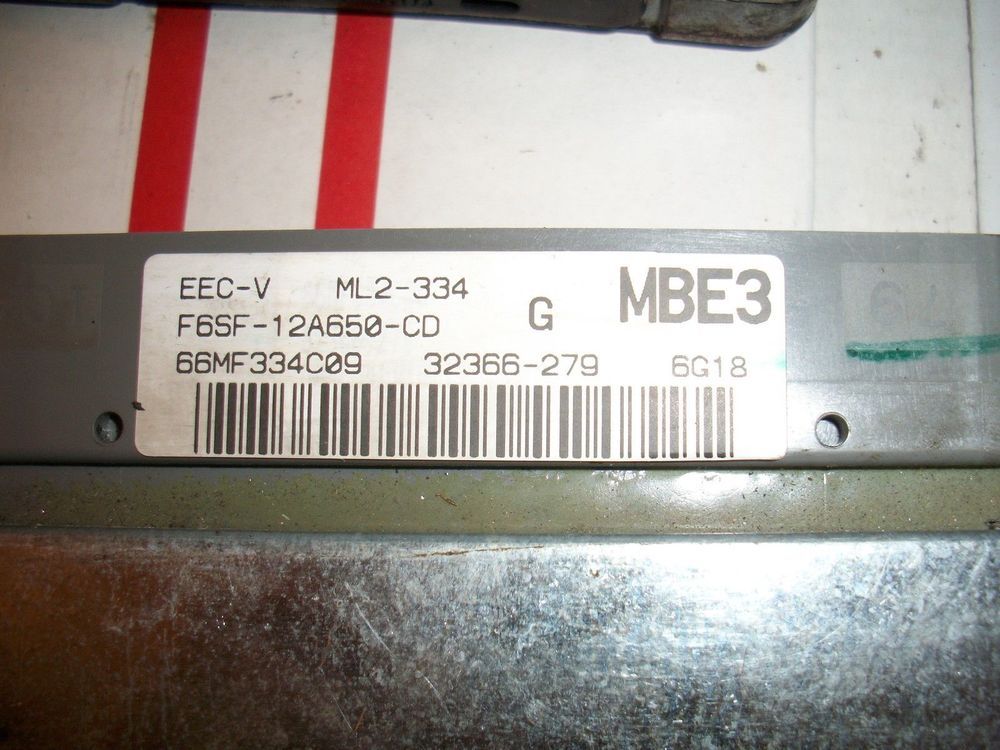 EEC-V ML2-334 G MBE3
F6SF-12A650-CD
66MF334C09 32366-279 6G18